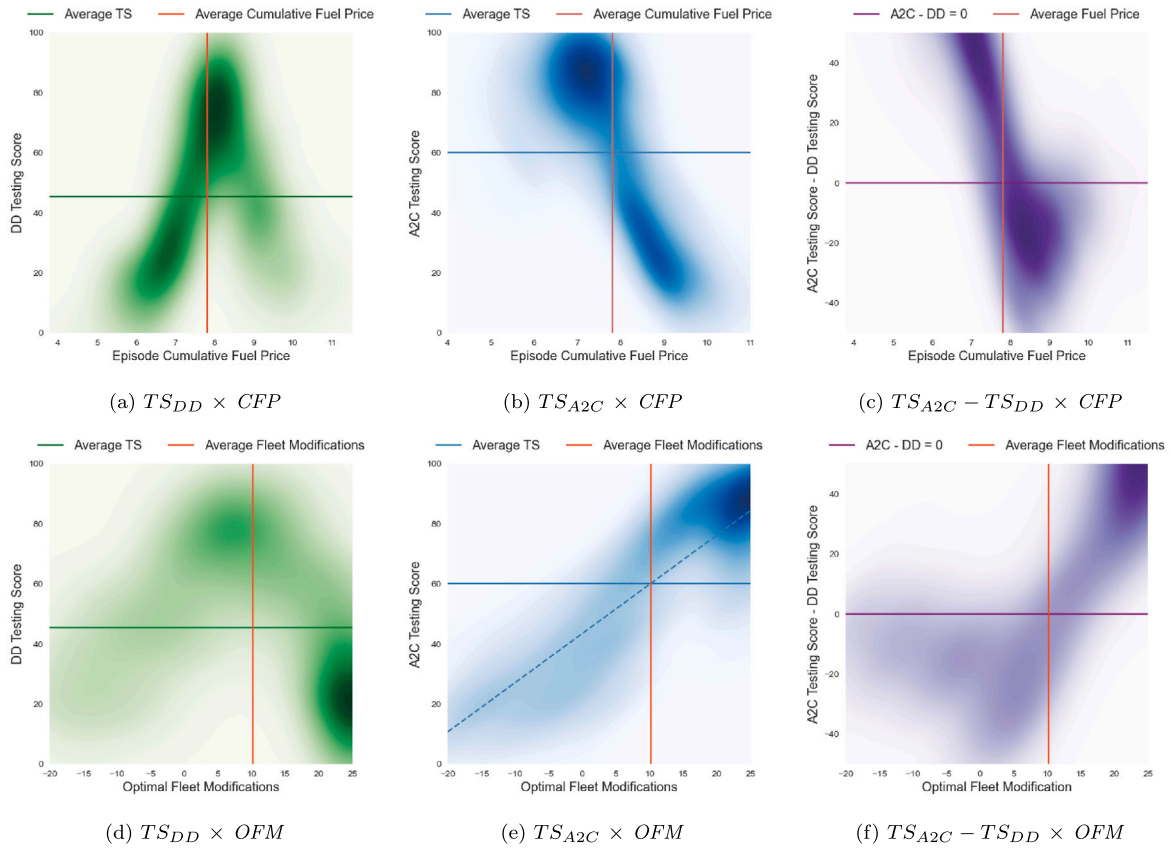 Average TS Average Cumulative Fuel Price
100
80
60
40
20
0
DD Testing Score
4 5 6 7 8 9 10 11
Episode Cumulative Fuel Price
(a) TS_DD × CFP
Average TS Average Cumulative Fuel Price
100
80
60
40
20
0
A2C Testing Score
4 5 6 7 8 9 10 11
Episode Cumulative Fuel Price
(b) TS_A2C × CFP
A2C - DD = 0 Average Fuel Price
40
20
0
−20
−40
A2C Testing Score - DD Testing Score
4 5 6 7 8 9 10 11
Episode Cumulative Fuel Price
(c) TS_A2C − TS_DD × CFP
Average TS Average Fleet Modifications
100
80
60
40
20
0
DD Testing Score
−20 −15 −10 −5 0 5 10 15 20 25
Optimal Fleet Modifications
(d) TS_DD × OFM
Average TS Average Fleet Modifications
100
80
60
40
20
0
A2C Testing Score
−20 −15 −10 −5 0 5 10 15 20 25
Optimal Fleet Modifications
(e) TS_A2C × OFM
A2C - DD = 0 Average Fleet Modifications
40
20
0
−20
−40
A2C Testing Score - DD Testing Score
−20 −15 −10 −5 0 5 10 15 20 25
Optimal Fleet Modification
(f) TS_A2C − TS_DD × OFM